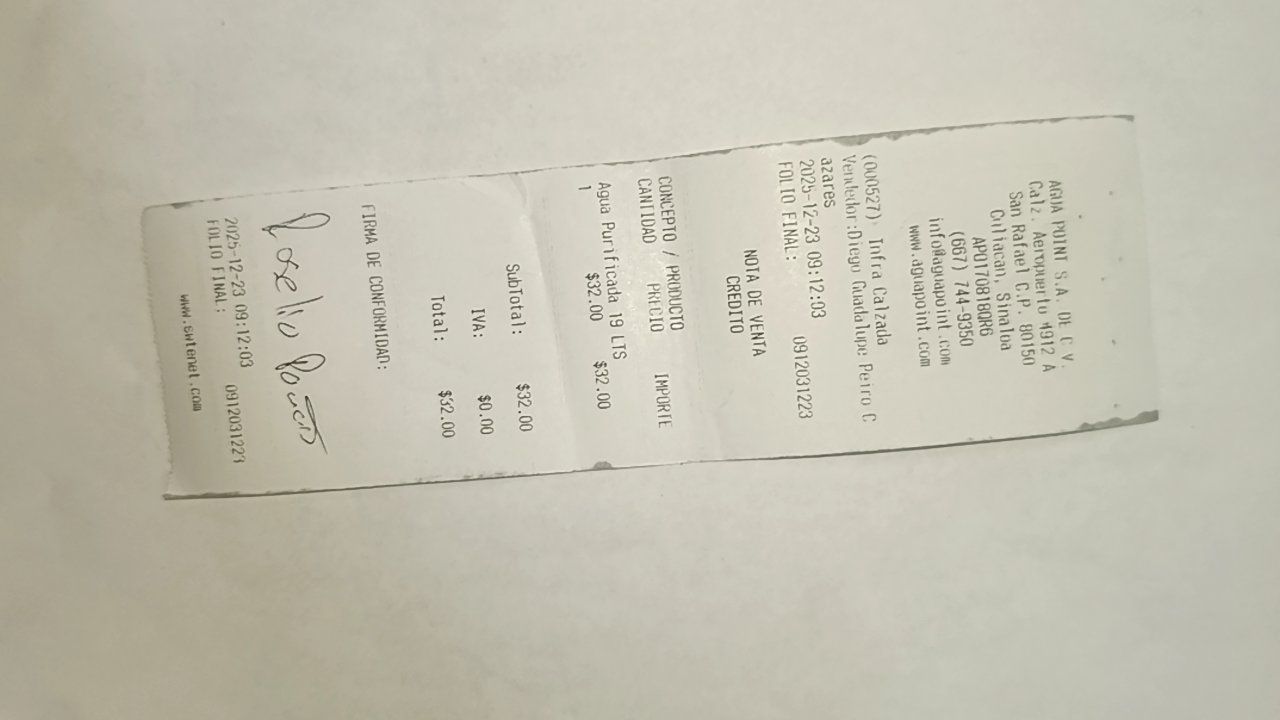 AGUA POINT S.A. DE C.V.
Calz. Aeropuerto 4912 A
San Rafael C.P. 80150
Culiacan, Sinaloa
APO170818QR6
(667) 744-9350
info@aguapoint.com
www.aguapoint.com
(000527)) Infra Calzada
Vendedor:Diego Guadalupe Peiro C
azares
2025-12-23 09:12:03
FOLIO FINAL: 0912031223
NOTA DE VENTA
CREDITO
CONCEPTO / PRODUCTO
CANTIDAD PRECIO IMPORTE
Agua Purificada 19 LTS
1 $32.00 $32.00
SubTotal: $32.00
IVA: $0.00
Total: $32.00
FIRMA DE CONFORMIDAD:
2025-12-23 09:12:03
FOLIO FINAL: 0912031223
www.swtenet.com